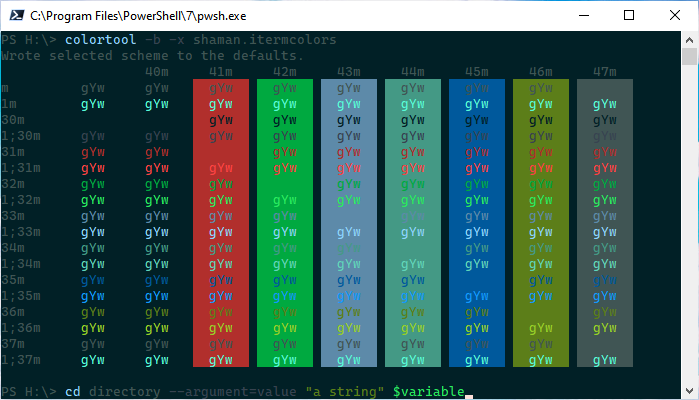 C:\Program Files\PowerShell\7\pwsh.exe
PS H:\> colortool -b -x shaman.itermcolors
Wrote selected scheme to the defaults.
40m 41m 42m 43m 44m 45m 46m 47m
m gYw gYw gYw gYw gYw gYw gYw gYw
1m gYw gYw gYw gYw gYw gYw gYw gYw gYw
30m gYw gYw gYw gYw gYw gYw gYw
1;30m gYw gYw gYw gYw gYw gYw gYw gYw gYw
31m gYw gYw gYw gYw gYw gYw gYw gYw
1;31m gYw gYw gYw gYw gYw gYw gYw gYw gYw
32m gYw gYw gYw gYw gYw gYw gYw gYw
1;32m gYw gYw gYw gYw gYw gYw gYw gYw gYw
33m gYw gYw gYw gYw gYw gYw gYw gYw
1;33m gYw gYw gYw gYw gYw gYw gYw gYw gYw
34m gYw gYw gYw gYw gYw gYw gYw gYw
1;34m gYw gYw gYw gYw gYw gYw gYw gYw gYw
35m gYw gYw gYw gYw gYw gYw gYw gYw
1;35m gYw gYw gYw gYw gYw gYw gYw gYw gYw
36m gYw gYw gYw gYw gYw gYw gYw gYw
1;36m gYw gYw gYw gYw gYw gYw gYw gYw gYw
37m gYw gYw gYw gYw gYw gYw gYw gYw
1;37m gYw gYw gYw gYw gYw gYw gYw gYw gYw
PS H:\> cd directory --argument=value "a string" $variable